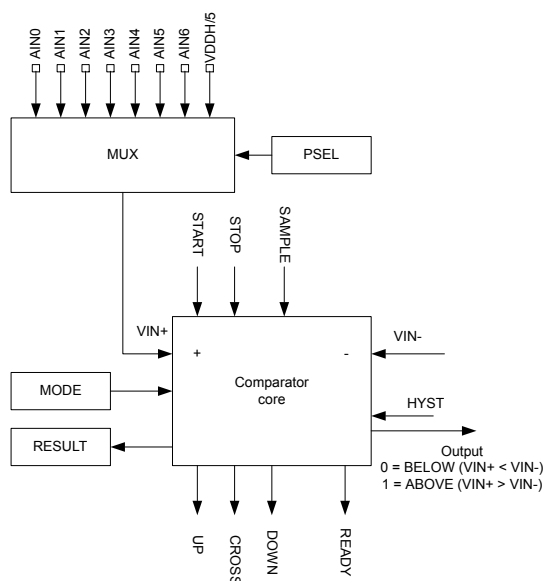 AIN0
AIN1
AIN2
AIN3
AIN4
AIN5
AIN6
VDDH/5
MUX
PSEL
START
STOP
SAMPLE
VIN+
VIN-
+
-
Comparator
core
MODE
HYST
RESULT
Output
0 = BELOW (VIN+ < VIN-)
1 = ABOVE (VIN+ > VIN-)
UP
CROSS
DOWN
READY